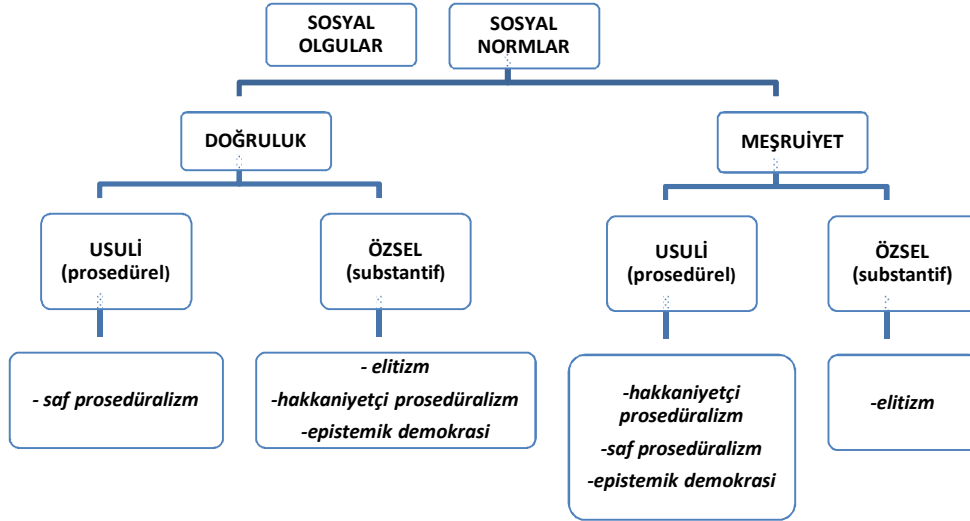 SOSYAL
OLGULAR
SOSYAL
NORMLAR
DOĞRULUK
MEŞRUİYET
USULİ
(prosedürel)
ÖZSEL
(substantif)
USULİ
(prosedürel)
ÖZSEL
(substantif)
- saf prosedüralizm
- elitizm
-hakkaniyetçi prosedüralizm
-epistemik demokrasi
-hakkaniyetçi
prosedüralizm
-saf prosedüralizm
-epistemik demokrasi
-elitizm